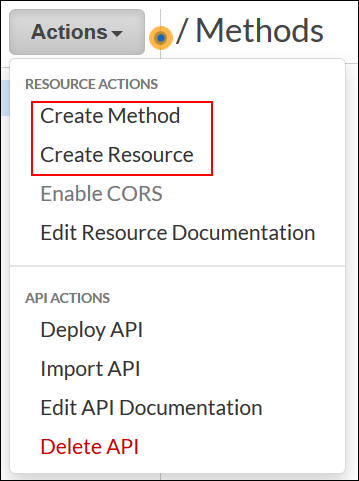 Actions / Methods
RESOURCE ACTIONS
Create Method
Create Resource
Enable CORS
Edit Resource Documentation
API ACTIONS
Deploy API
Import API
Edit API Documentation
Delete API